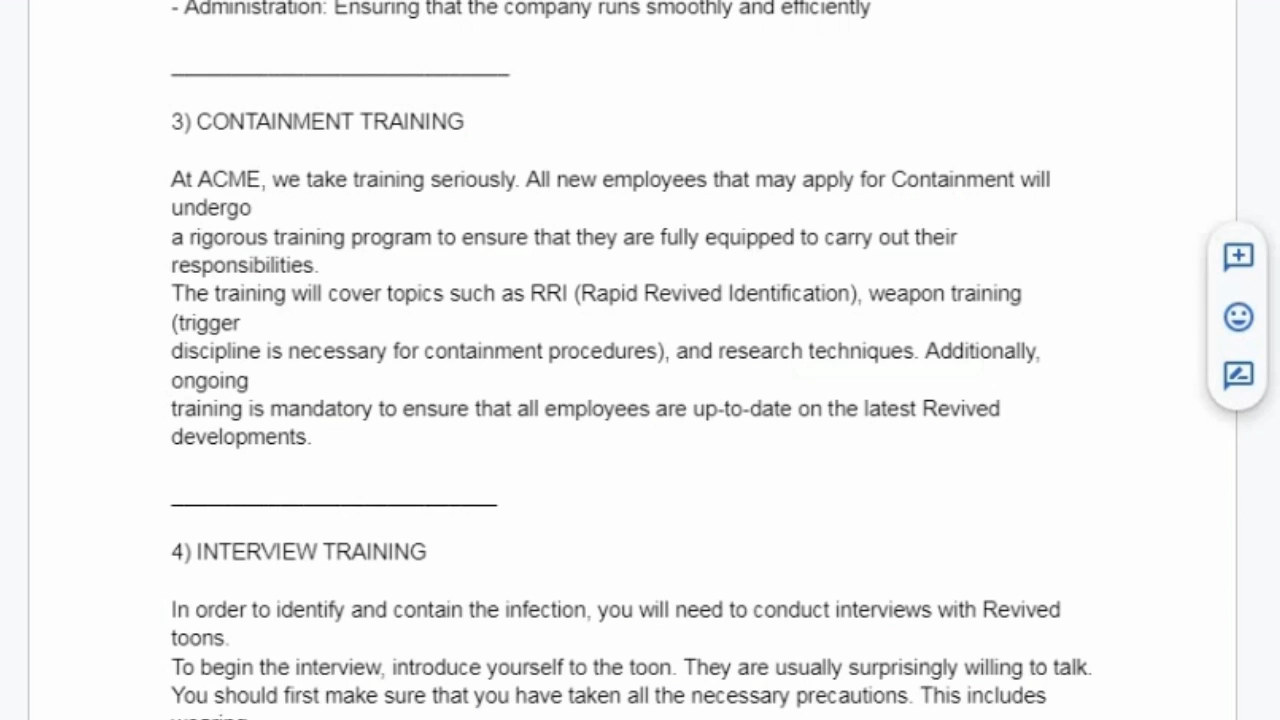 - Administration: Ensuring that the company runs smoothly and efficiently
3) CONTAINMENT TRAINING
At ACME, we take training seriously. All new employees that may apply for Containment will
undergo
a rigorous training program to ensure that they are fully equipped to carry out their
responsibilities.
The training will cover topics such as RRI (Rapid Revived Identification), weapon training
(trigger
discipline is necessary for containment procedures), and research techniques. Additionally,
ongoing
training is mandatory to ensure that all employees are up-to-date on the latest Revived
developments.
4) INTERVIEW TRAINING
In order to identify and contain the infection, you will need to conduct interviews with Revived
toons.
To begin the interview, introduce yourself to the toon. They are usually surprisingly willing to talk.
You should first make sure that you have taken all the necessary precautions. This includes